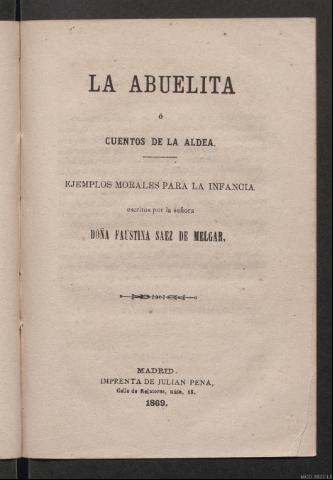 LA ABUELITA
ó
CUENTOS DE LA ALDEA.
EJEMPLOS MORALES PARA LA INFANCIA
escritos por la señora
DOÑA FAUSTINA SAEZ DE MELGAR.
MADRID.
IMPRENTA DE JULIAN PEÑA,
Calle de Relatores, núm. 13.
1869.